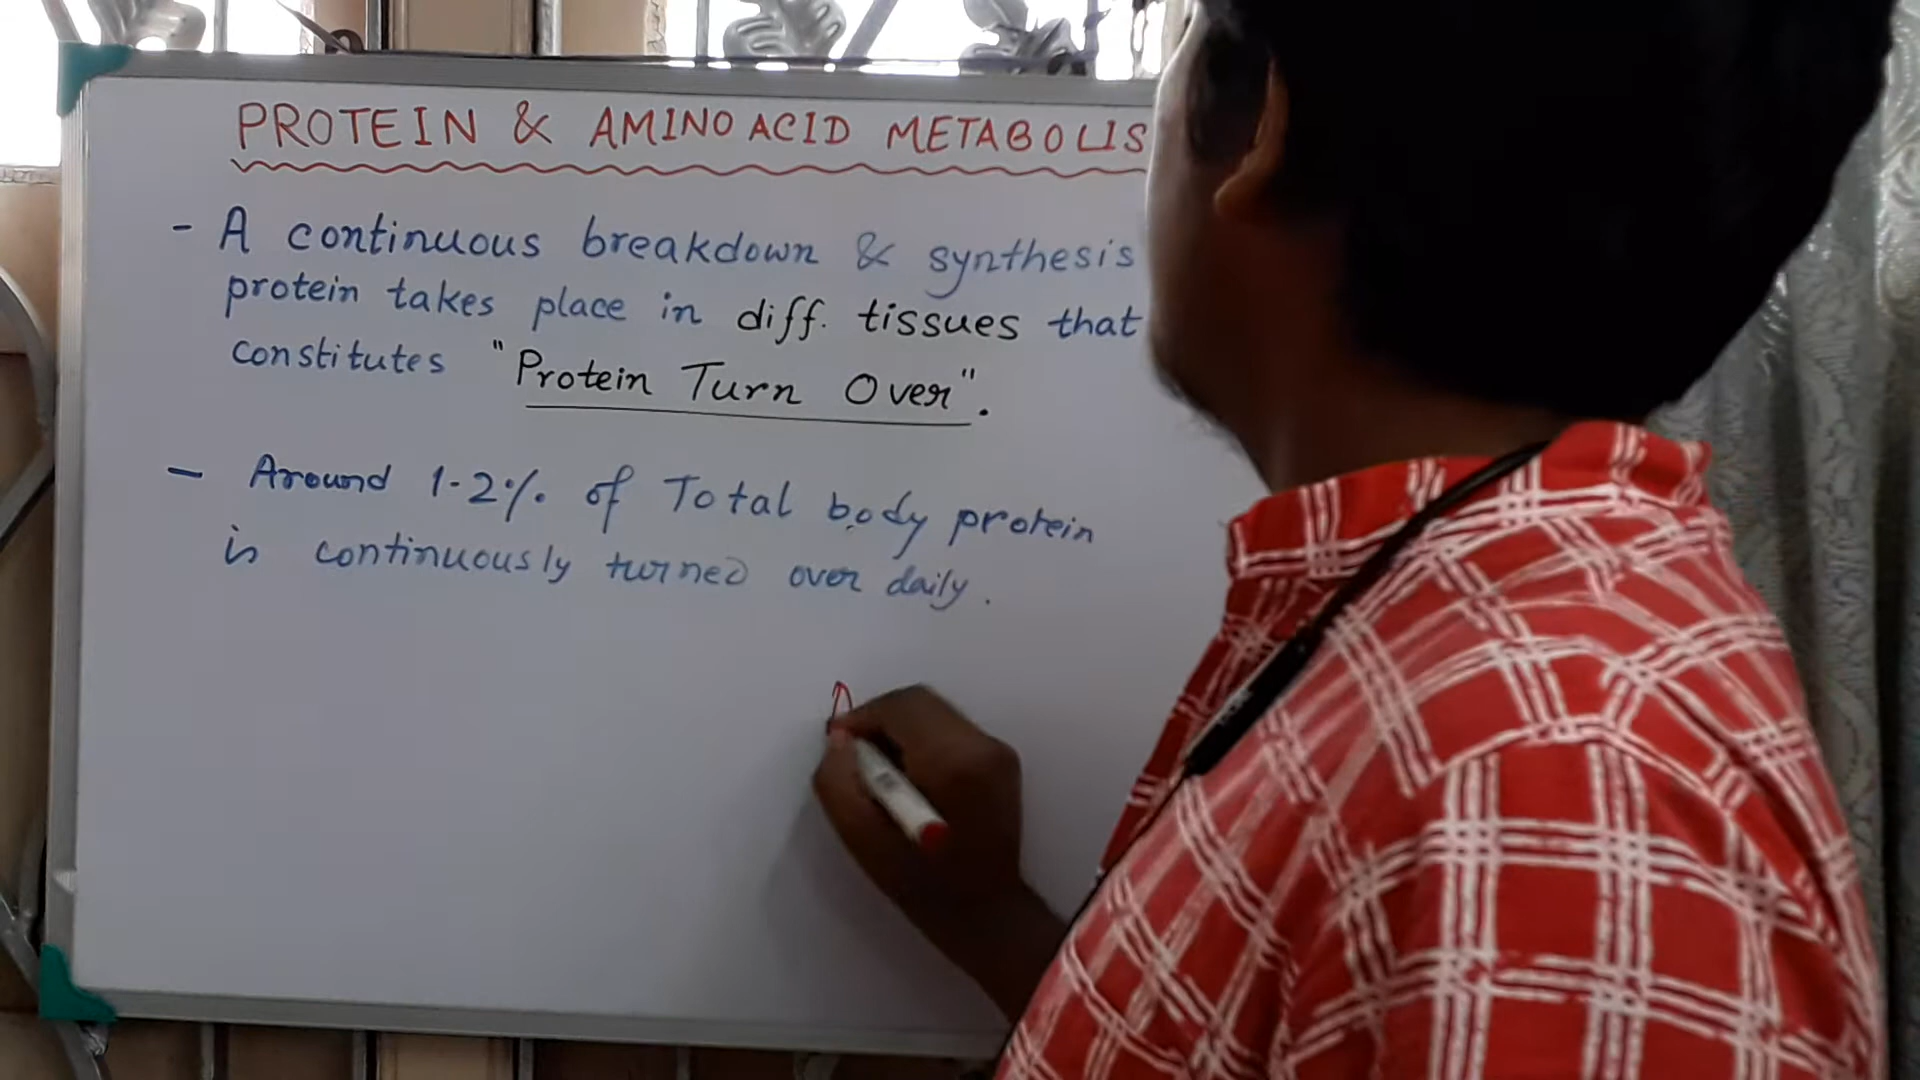 PROTEIN & AMINO ACID METABOLIS
- A continuous breakdown & synthesis
protein takes place in diff. tissues that
constitutes "Protein Turn Over".
- Around 1-2% of Total body protein
is continuously turned over daily.